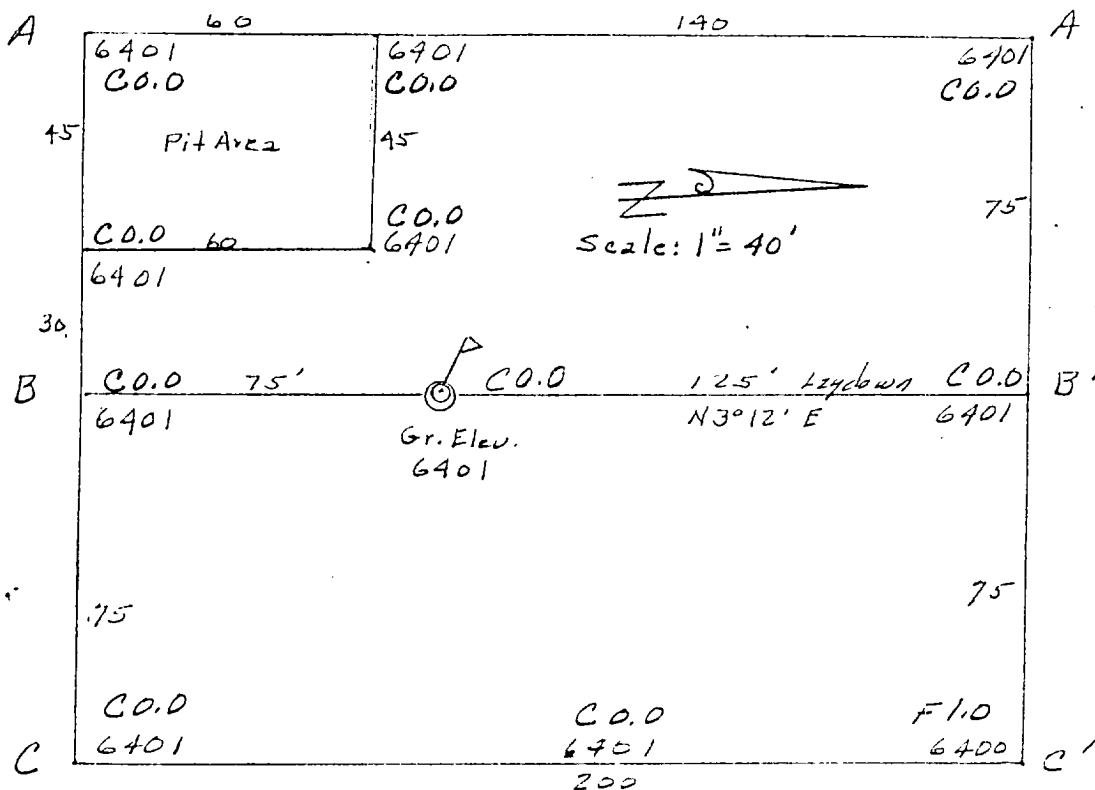 A 60 140 A
6401 6401 6401
C0.0 C0.0 C0.0
45 Pit Area 45
N
75
C0.0 60 C0.0
6401 6401
Scale: 1"= 40'
30
B C0.0 75' C0.0 125' Laydown C0.0 B'
6401 N3°12' E 6401
Gr. Elev.
6401
75 75
C0.0 C0.0 F1.0
6401 6401 6400
C C'
200